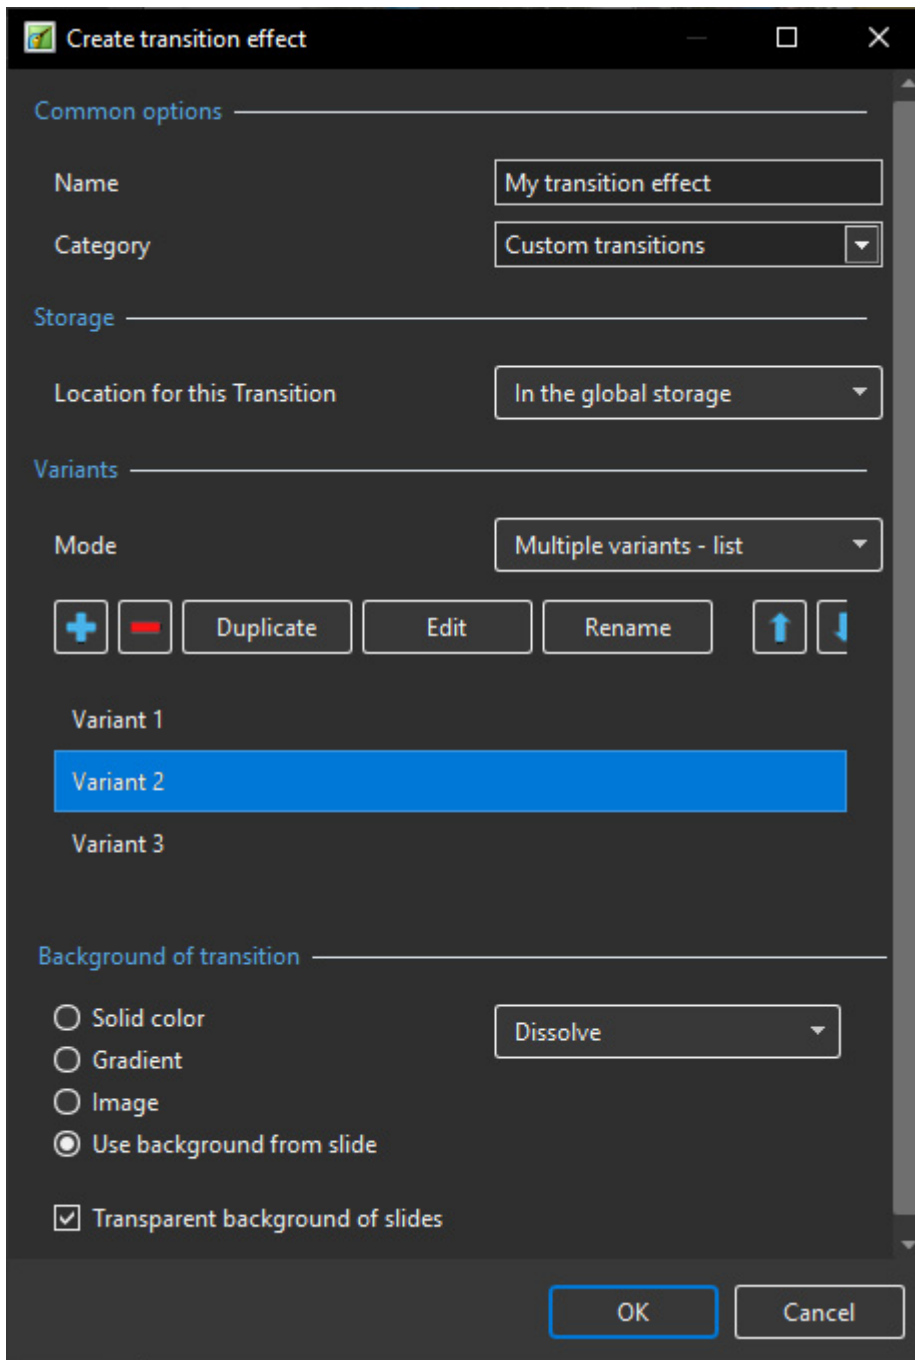 Create transition effect
Common options
Name My transition effect
Category Custom transitions
Storage
Location for this Transition In the global storage
Variants
Mode Multiple variants - list
Duplicate Edit Rename
Variant 1
Variant 2
Variant 3
Background of transition
Solid color Dissolve
Gradient
Image
Use background from slide
Transparent background of slides
OK Cancel